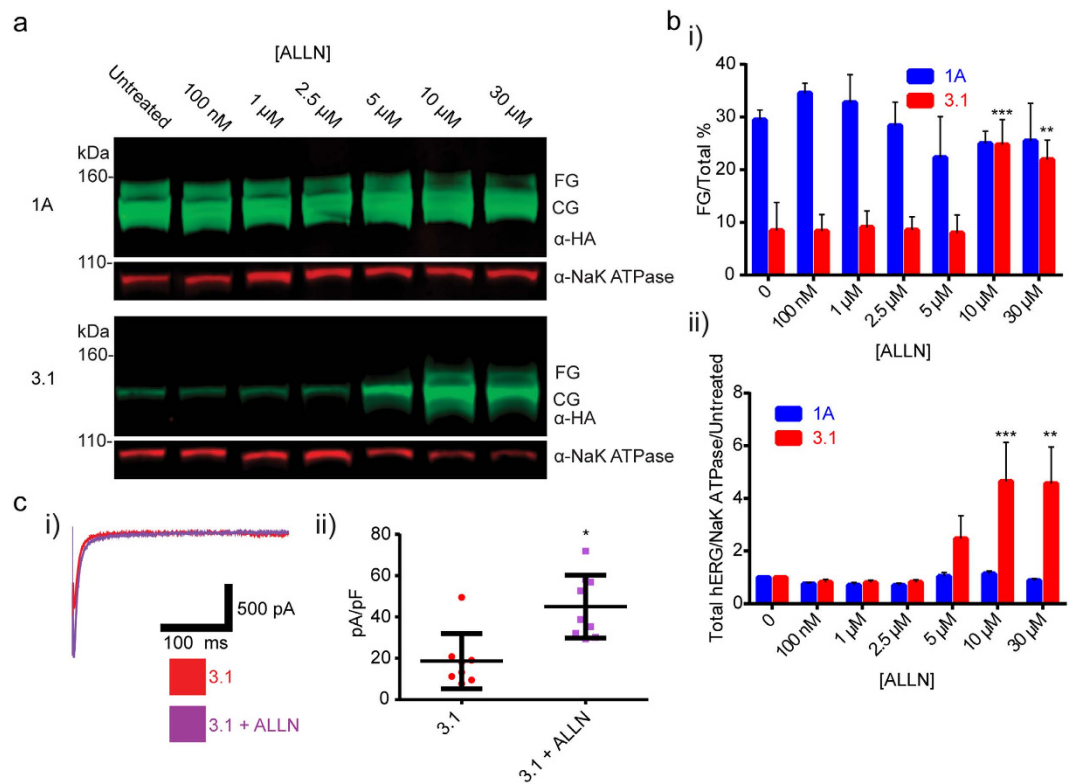 a
[ALLN]
Untreated
100 nM
1 µM
2.5 µM
5 µM
10 µM
30 µM
kDa
160-
1A
FG
CG
α-HA
110-
α-NaK ATPase
kDa
160-
3.1
FG
CG
α-HA
110-
α-NaK ATPase
b
i)
1A
3.1
FG/Total %
40
30
20
10
0
***
**
0
100 nM
1 µM
2.5 µM
5 µM
10 µM
30 µM
[ALLN]
ii)
1A
3.1
Total hERG/NaK ATPase/Untreated
8
6
4
2
0
***
**
0
100 nM
1 µM
2.5 µM
5 µM
10 µM
30 µM
[ALLN]
c
i)
500 pA
100 ms
3.1
3.1 + ALLN
ii)
pA/pF
80
60
40
20
0
*
3.1
3.1 + ALLN